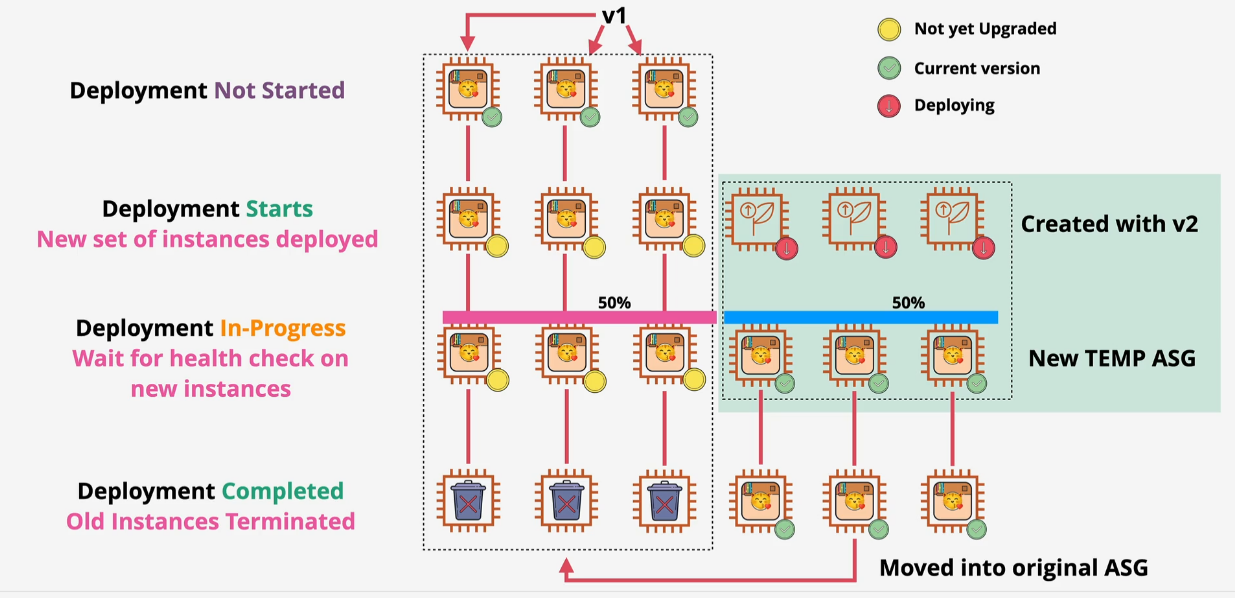 v1
Not yet Upgraded
Current version
Deploying
Deployment Not Started
Deployment Starts
New set of instances deployed
Created with v2
50%
50%
Deployment In-Progress
Wait for health check on
new instances
New TEMP ASG
Deployment Completed
Old Instances Terminated
Moved into original ASG